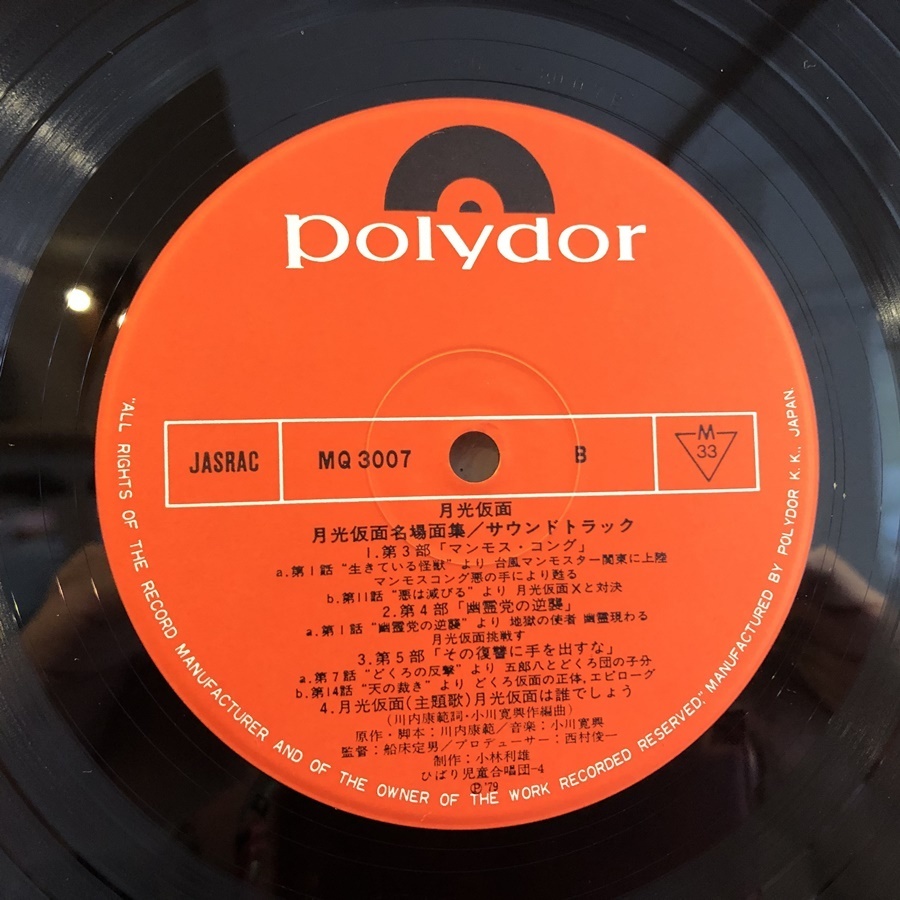 polydor
JASRAC
MQ 3007
B
M
33
月光仮面
月光仮面名場面集／サウンドトラック
1.第3部「マンモス・コング」
a.第1話 “生きている怪獣” より 台風マンモスター関東に上陸
マンモスコング悪の手により甦る
b.第11話 “悪は滅びる” より 月光仮面Xと対決
2.第4部「幽霊党の逆襲」
a.第1話 “幽霊党の逆襲” より 地獄の使者 幽霊現わる
月光仮面挑戦す
3.第5部「その復讐に手を出すな」
a.第7話 “どくろの反撃” より 五郎八とどくろ団の子分
b.第14話 “天の裁き” より どくろ仮面の正体,エピローグ
4.月光仮面(主題歌)月光仮面は誰でしょう
(川内康範詞・小川寛興作編曲)
原作・脚本：川内康範／音楽：小川寛興
監督：船床定男／プロデューサー：西村俊一
制作：小林利雄
ひばり児童合唱団-4
℗'79
“ALL RIGHTS OF THE RECORD MANUFACTURER AND OF THE OWNER OF THE WORK RECORDED RESERVED,” MANUFACTURED BY POLYDOR K. K., JAPAN.